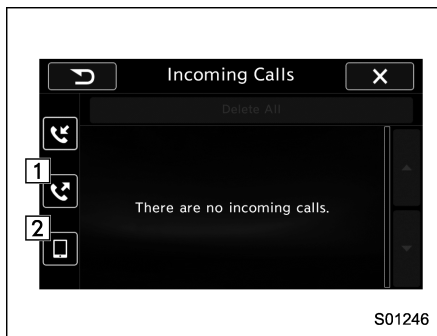 Incoming Calls
Delete All
1
There are no incoming calls.
2
S01246